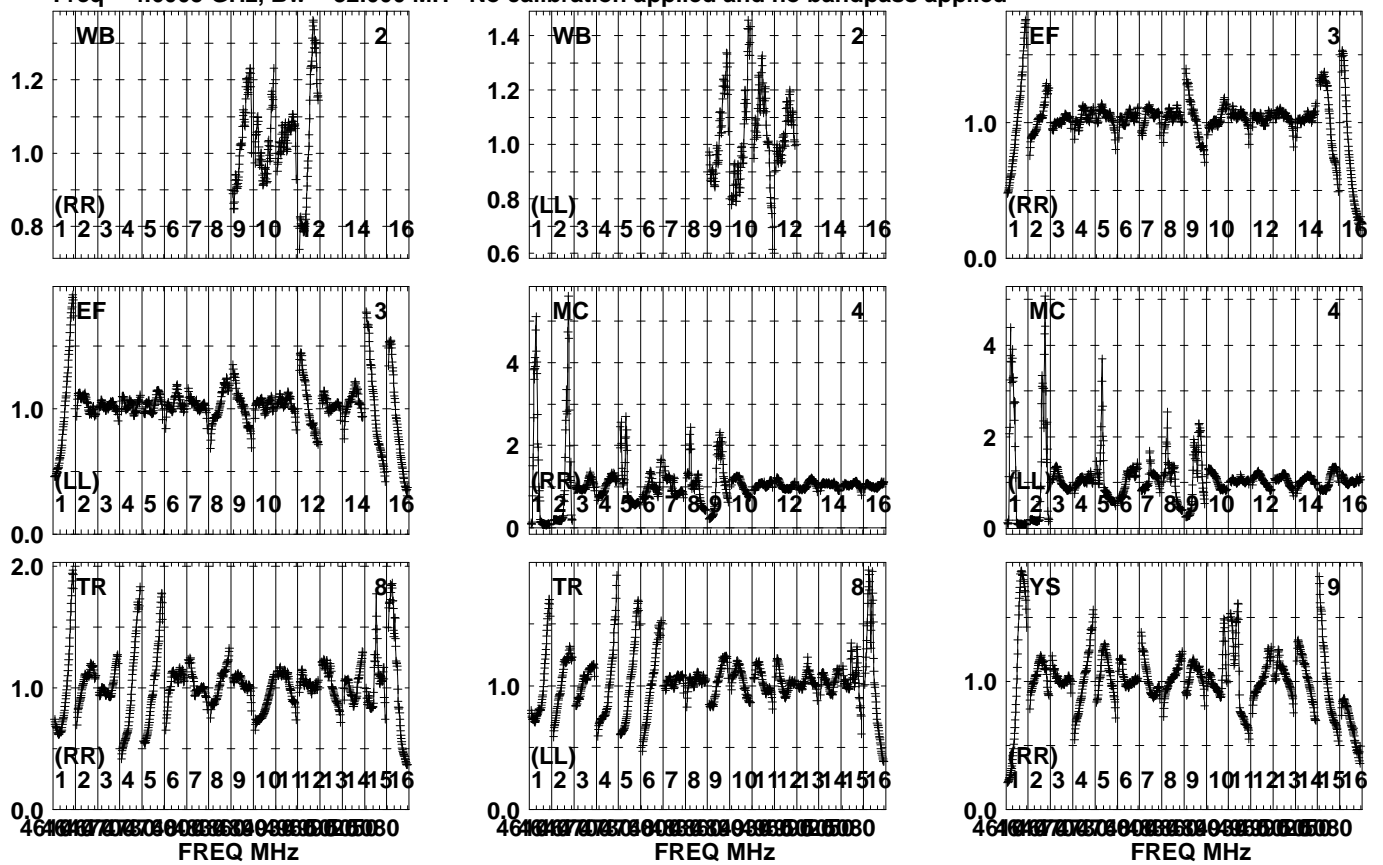 No calibration applied and no bandpass applied
WB 2
1.2
1.0
0.8
(RR)
1 2 3 4 5 6 7 8 9 10 12 14 16
WB 2
1.4
1.2
1.0
0.8
0.6
(LL)
1 2 3 4 5 6 7 8 9 10 12 14 16
EF 3
1.0
0.0
(RR)
1 2 3 4 5 6 7 8 9 10 12 14 16
EF 3
1.0
0.0
(LL)
1 2 3 4 5 6 7 8 9 10 12 14 16
MC 4
4
2
0
(RR)
1 2 3 4 5 6 7 8 9 10 12 14 16
MC 4
4
2
0
(LL)
1 2 3 4 5 6 7 8 9 10 12 14 16
TR 8
2.0
1.0
0.0
(RR)
1 2 3 4 5 6 7 8 9 10 11 12 13 14 15 16
TR 8
1.0
0.0
(LL)
1 2 3 4 5 6 7 8 9 10 11 12 13 14 15 16
YS 9
1.0
0.0
(RR)
1 2 3 4 5 6 7 8 9 10 11 12 13 14 15 16
FREQ MHz
FREQ MHz